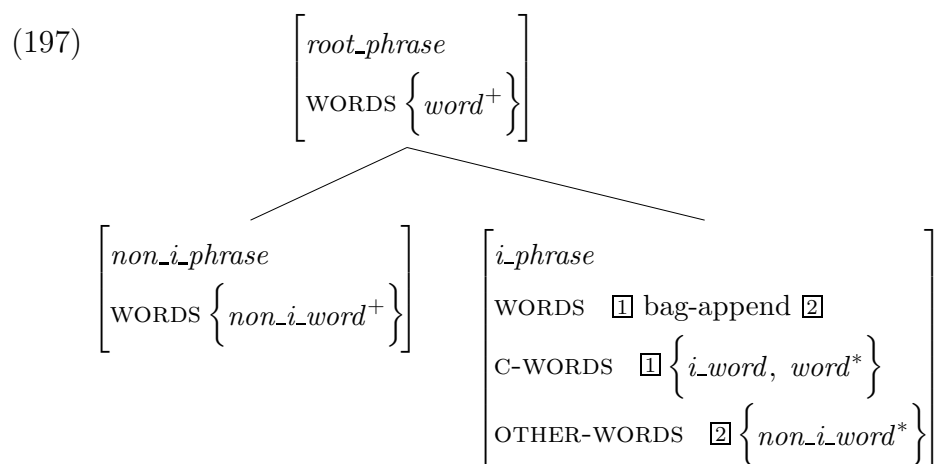 (197)
root_phrase
WORDS { word⁺ }
non_i_phrase
WORDS { non_i_word⁺ }
i_phrase
WORDS 1 bag-append 2
C-WORDS 1 { i_word, word* }
OTHER-WORDS 2 { non_i_word* }